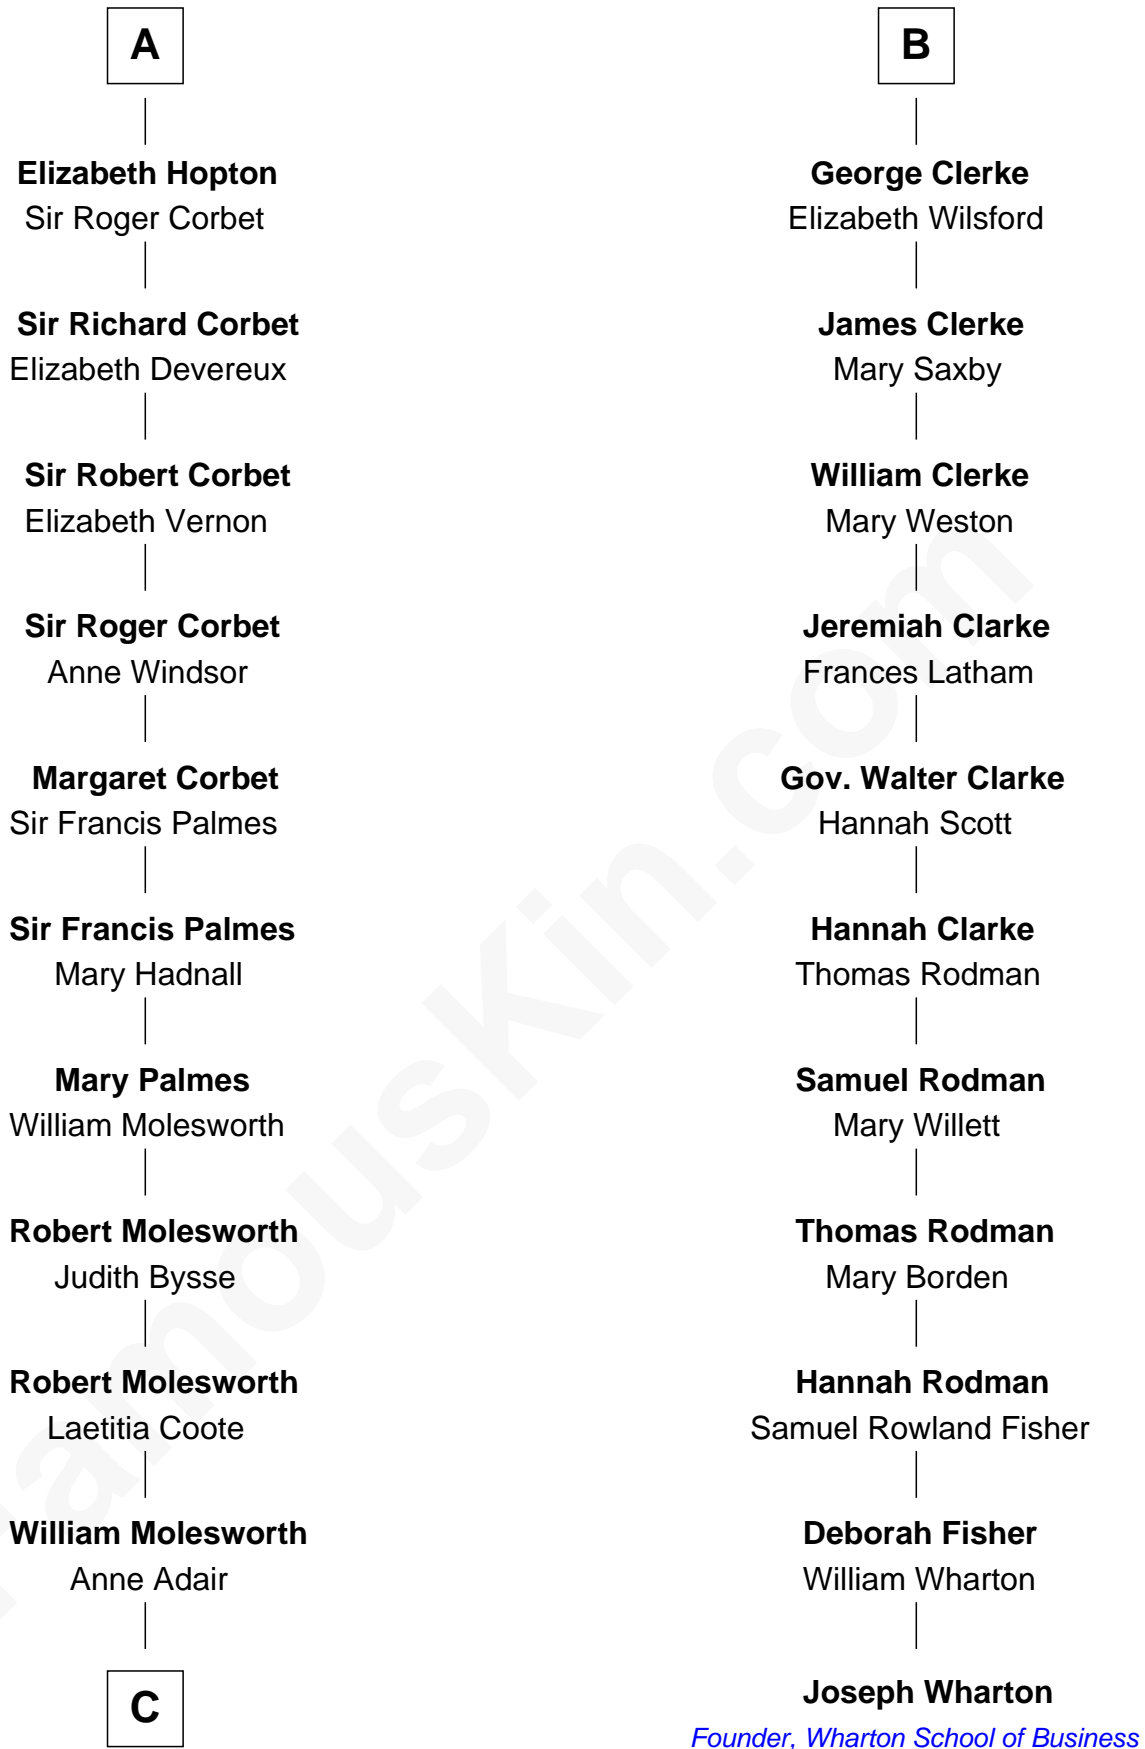 A
Elizabeth Hopton
Sir Roger Corbet
Sir Richard Corbet
Elizabeth Devereux
Sir Robert Corbet
Elizabeth Vernon
Sir Roger Corbet
Anne Windsor
Margaret Corbet
Sir Francis Palmes
Sir Francis Palmes
Mary Hadnall
Mary Palmes
William Molesworth
Robert Molesworth
Judith Bysse
Robert Molesworth
Laetitia Coote
William Molesworth
Anne Adair
C
B
George Clerke
Elizabeth Wilsford
James Clerke
Mary Saxby
William Clerke
Mary Weston
Jeremiah Clarke
Frances Latham
Gov. Walter Clarke
Hannah Scott
Hannah Clarke
Thomas Rodman
Samuel Rodman
Mary Willett
Thomas Rodman
Mary Borden
Hannah Rodman
Samuel Rowland Fisher
Deborah Fisher
William Wharton
Joseph Wharton
Founder, Wharton School of Business
FamousKin.com